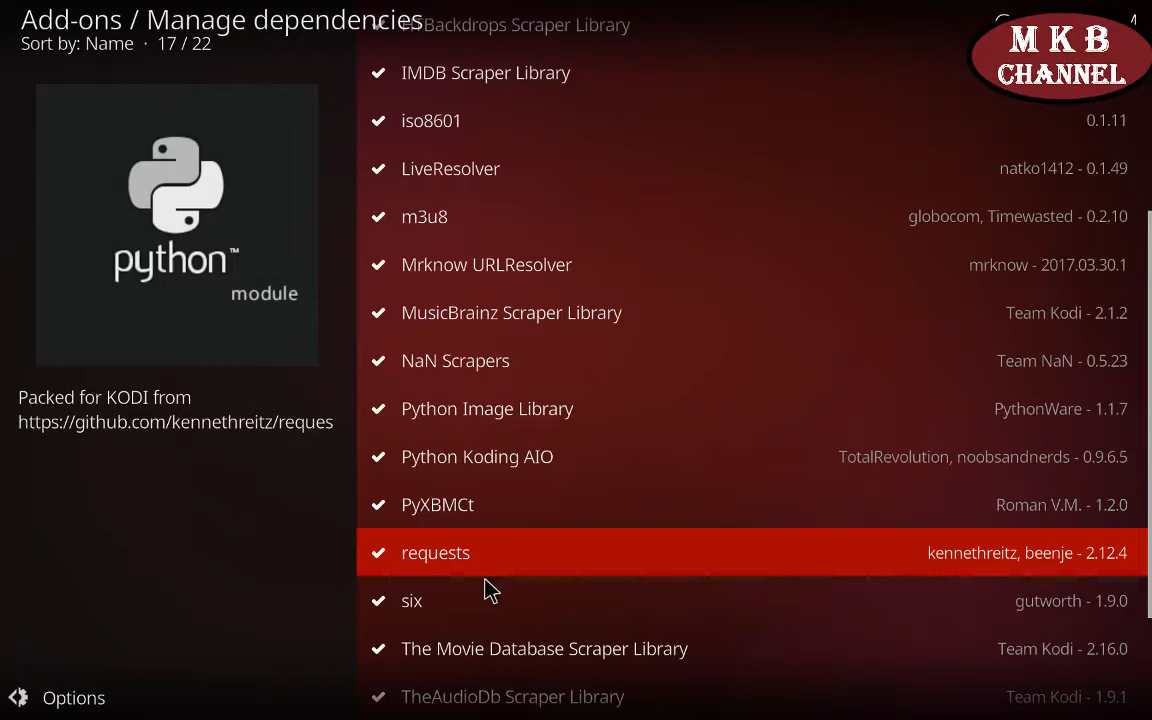 Add-ons / Manage dependencies
Sort by: Name · 17 / 22
HTBackdrops Scraper Library
M K B
CHANNEL
IMDB Scraper Library
iso8601 0.1.11
LiveResolver natko1412 - 0.1.49
m3u8 globocom, Timewasted - 0.2.10
Mrknow URLResolver mrknow - 2017.03.30.1
MusicBrainz Scraper Library Team Kodi - 2.1.2
NaN Scrapers Team NaN - 0.5.23
Python Image Library PythonWare - 1.1.7
Python Koding AIO TotalRevolution, noobsandnerds - 0.9.6.5
PyXBMCt Roman V.M. - 1.2.0
requests kennethreitz, beenje - 2.12.4
six gutworth - 1.9.0
The Movie Database Scraper Library Team Kodi - 2.16.0
TheAudioDb Scraper Library Team Kodi - 1.9.1
python™
module
Packed for KODI from
https://github.com/kennethreitz/reques
Options